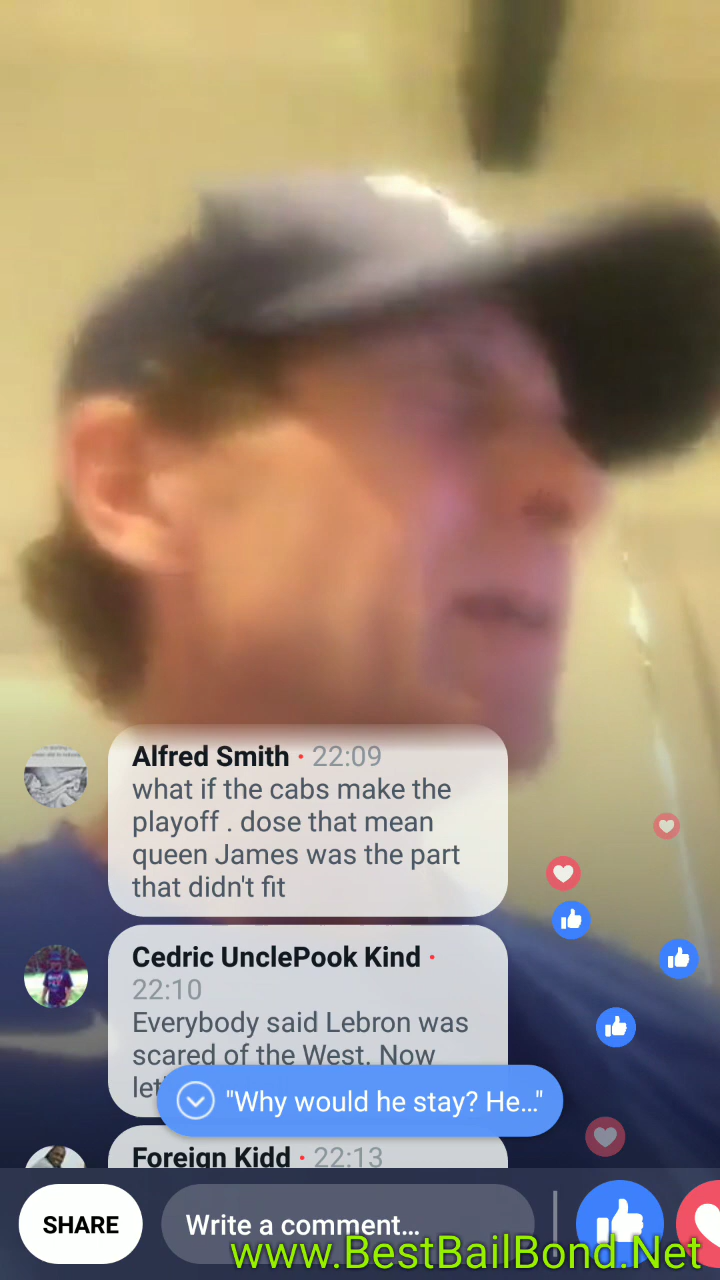 Alfred Smith · 22:09
what if the cabs make the
playoff . dose that mean
queen James was the part
that didn't fit
Cedric UnclePook Kind ·
22:10
Everybody said Lebron was
scared of the West. Now
"Why would he stay? He..."
Foreign Kidd · 22:13
SHARE
Write a comment...
www.BestBailBond.Net